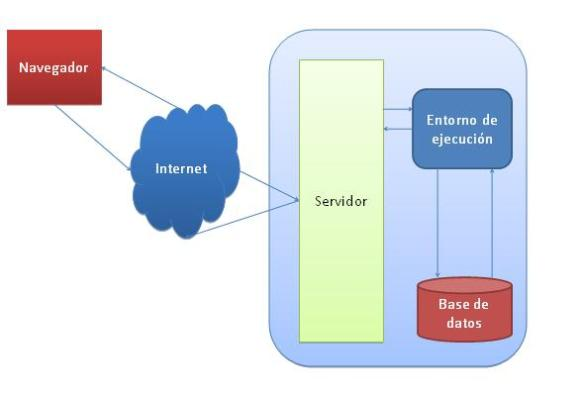 Navegador
Internet
Servidor
Entorno de
ejecución
Base de
datos